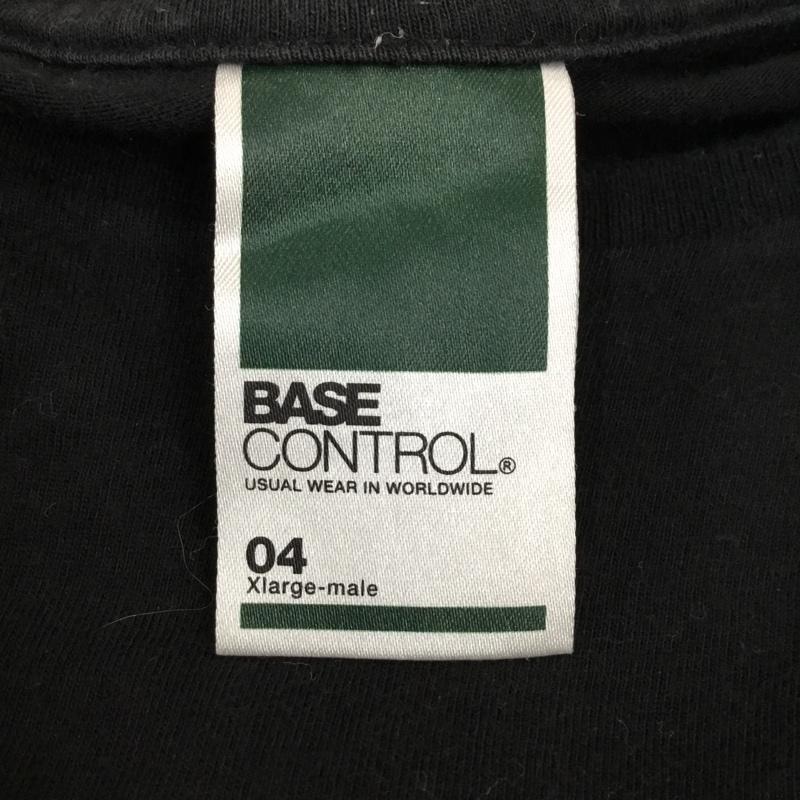 BASE
CONTROL®
USUAL WEAR IN WORLDWIDE
04
Xlarge-male